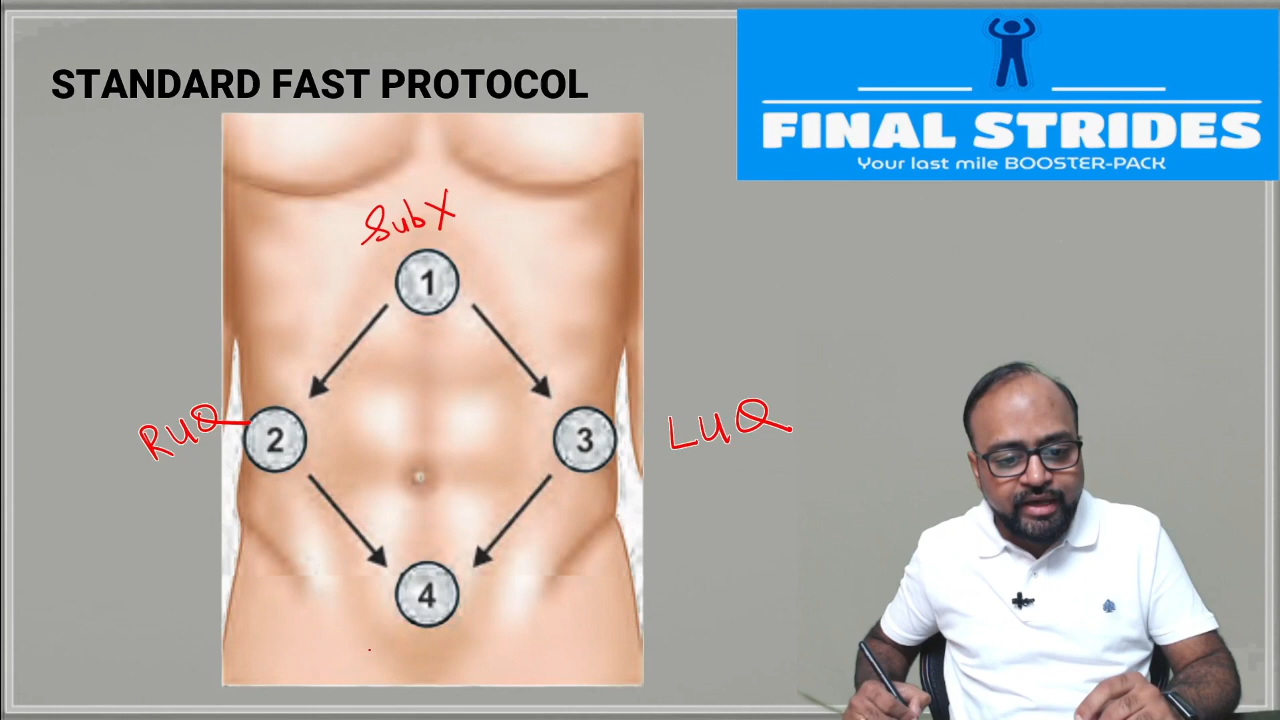 STANDARD FAST PROTOCOL
FINAL STRIDES
Your last mile BOOSTER-PACK
SubX
1
RUQ
2
3
LUQ
4